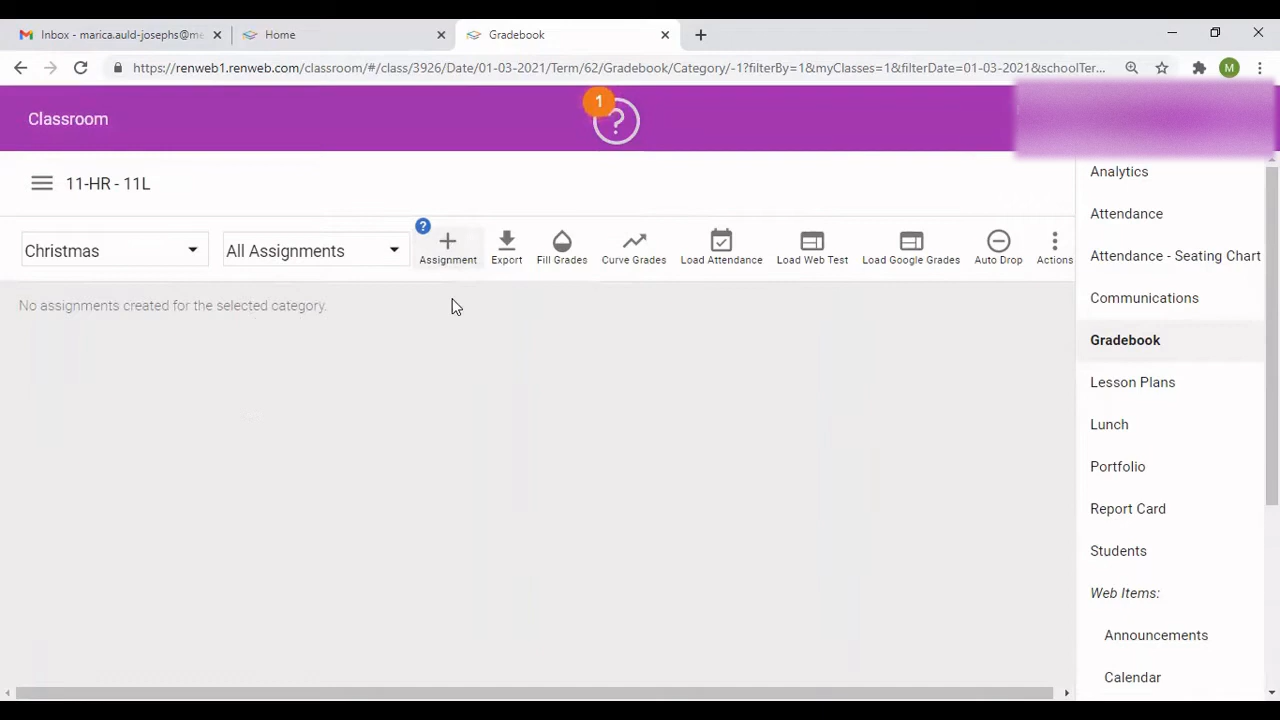 Inbox - marica.auld-josephs@me
Home
Gradebook
https://renweb1.renweb.com/classroom/#/class/3926/Date/01-03-2021/Term/62/Gradebook/Category/-1?filterBy=1&myClasses=1&filterDate=01-03-2021&schoolTer...
M
Classroom
1
?
11-HR - 11L
Christmas
All Assignments
?
Assignment
Export
Fill Grades
Curve Grades
Load Attendance
Load Web Test
Load Google Grades
Auto Drop
Actions
No assignments created for the selected category.
Analytics
Attendance
Attendance - Seating Chart
Communications
Gradebook
Lesson Plans
Lunch
Portfolio
Report Card
Students
Web Items:
Announcements
Calendar